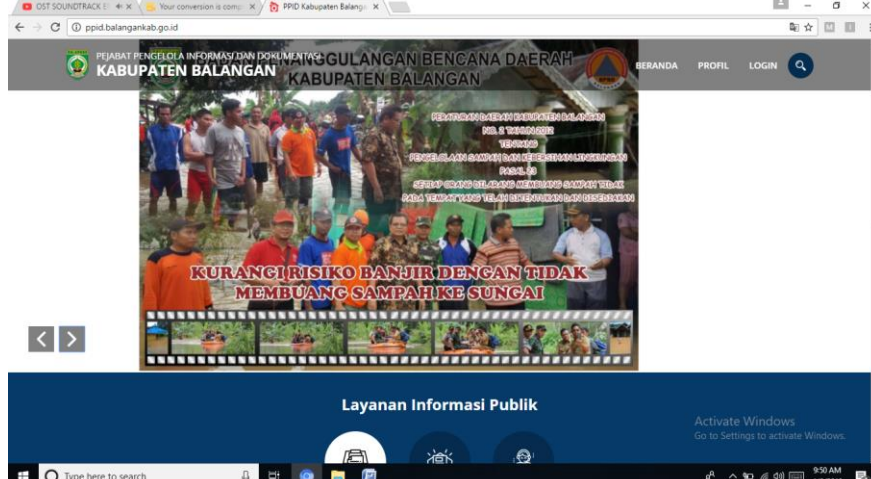 OST SOUNDTRACK
Your conversion is comp
PPID Kabupaten Balanga
ppid.balangankab.go.id
PEJABAT PENGELOLA INFORMASI DAN DOKUMENTASI
KABUPATEN BALANGAN
NANGGULANGAN BENCANA DAERAH
KABUPATEN BALANGAN
BERANDA PROFIL LOGIN
PERATURAN DAERAH KABUPATEN BALANGAN
NO. 2 TAHUN 2012
TENTANG
PENGELOLAAN SAMPAH DAN KEBERSIHAN LINGKUNGAN
PASAL 23
SETIAP ORANG DILARANG MEMBUANG SAMPAH TIDAK
PADA TEMPAT YANG TELAH DITENTUKAN DAN DISEDIAKAN
KURANGI RISIKO BANJIR DENGAN TIDAK
MEMBUANG SAMPAH KE SUNGAI
Layanan Informasi Publik
Activate Windows
Go to Settings to activate Windows.
Type here to search
9:50 AM